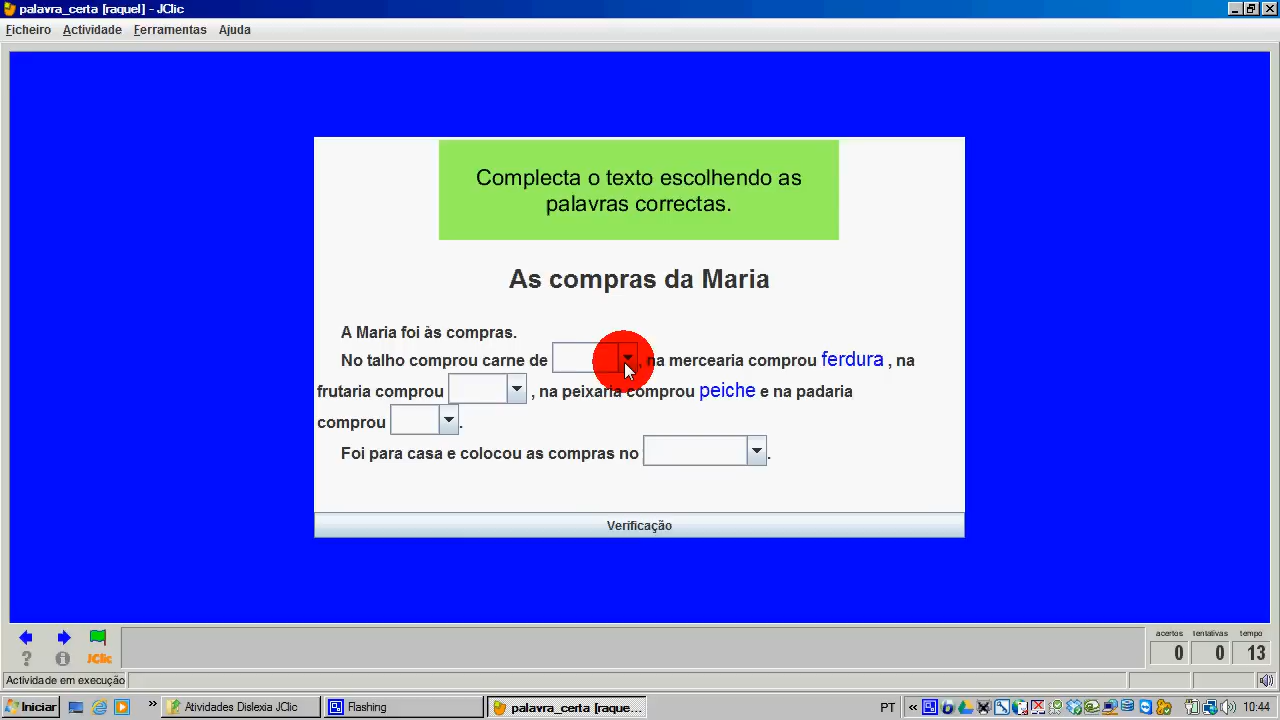 palavra_certa [raquel] - JClic
Ficheiro Actividade Ferramentas Ajuda
Complecta o texto escolhendo as
palavras correctas.
As compras da Maria
A Maria foi às compras.
No talho comprou carne de , na mercearia comprou ferdura , na
frutaria comprou , na peixaria comprou peiche e na padaria
comprou .
Foi para casa e colocou as compras no .
Verificação
acertos tentativas tempo
? i JClic 0 0 13
Actividade em execução
Iniciar » Atividades Dislexia JClic Flashing palavra_certa [raque... PT « 10:44